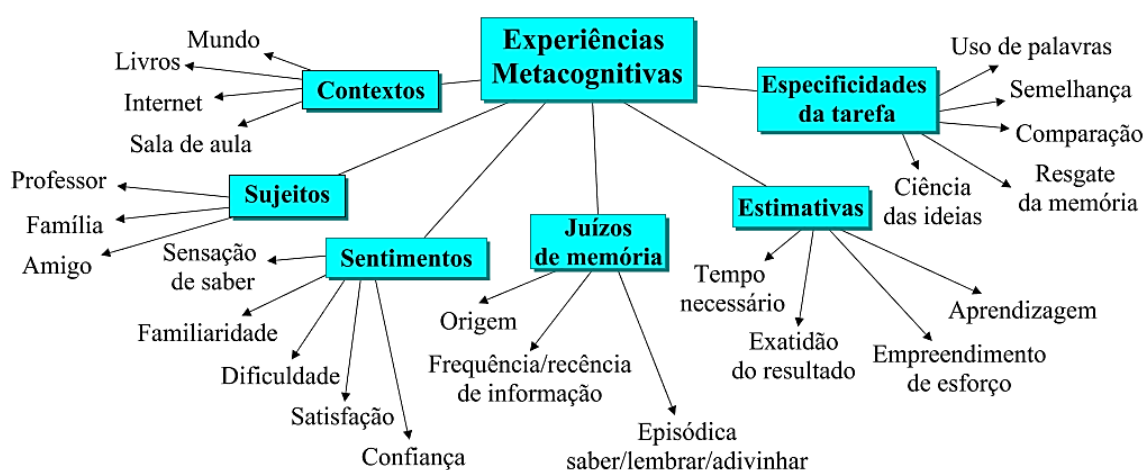 Experiências
Metacognitivas
Contextos
Mundo
Livros
Internet
Sala de aula
Sujeitos
Professor
Família
Amigo
Sentimentos
Sensação
de saber
Familiaridade
Dificuldade
Satisfação
Confiança
Juízos
de memória
Origem
Frequência/recência
de informação
Episódica
saber/lembrar/adivinhar
Estimativas
Tempo
necessário
Exatidão
do resultado
Empreendimento
de esforço
Aprendizagem
Especificidades
da tarefa
Uso de palavras
Semelhança
Comparação
Resgate
da memória
Ciência
das ideias